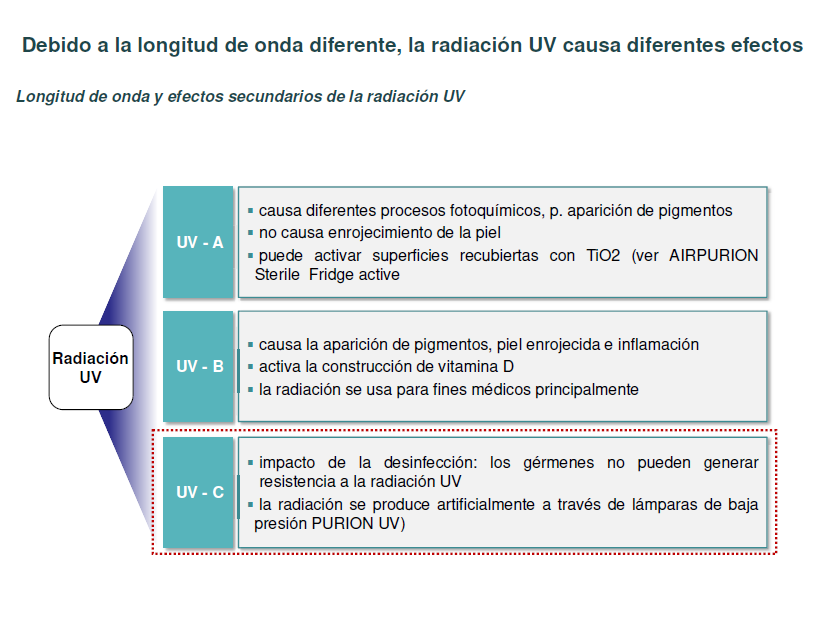 Debido a la longitud de onda diferente, la radiación UV causa diferentes efectos
Longitud de onda y efectos secundarios de la radiación UV
Radiación
UV
UV - A
▪ causa diferentes procesos fotoquímicos, p. aparición de pigmentos
▪ no causa enrojecimiento de la piel
▪ puede activar superficies recubiertas con TiO2 (ver AIRPURION
Sterile Fridge active
UV - B
▪ causa la aparición de pigmentos, piel enrojecida e inflamación
▪ activa la construcción de vitamina D
▪ la radiación se usa para fines médicos principalmente
UV - C
▪ impacto de la desinfección: los gérmenes no pueden generar
resistencia a la radiación UV
▪ la radiación se produce artificialmente a través de lámparas de baja
presión PURION UV)